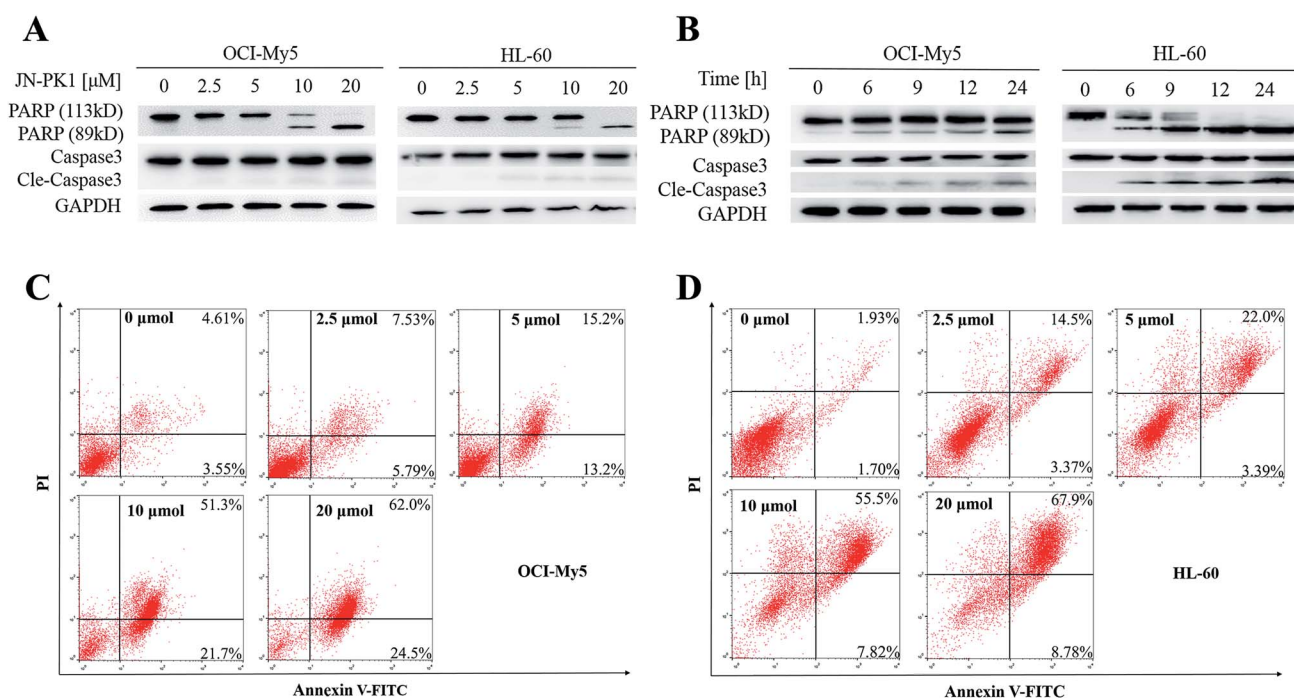 A
OCI-My5 HL-60
JN-PK1 [μM] 0 2.5 5 10 20 0 2.5 5 10 20
PARP (113kD)
PARP (89kD)
Caspase3
Cle-Caspase3
GAPDH
B
OCI-My5 HL-60
Time [h] 0 6 9 12 24 0 6 9 12 24
PARP (113kD)
PARP (89kD)
Caspase3
Cle-Caspase3
GAPDH
C
0 μmol 4.61% 2.5 μmol 7.53% 5 μmol 15.2%
3.55% 5.79% 13.2%
10 μmol 51.3% 20 μmol 62.0%
21.7% 24.5%
OCI-My5
PI
Annexin V-FITC
D
0 μmol 1.93% 2.5 μmol 14.5% 5 μmol 22.0%
1.70% 3.37% 3.39%
10 μmol 55.5% 20 μmol 67.9%
7.82% 8.78%
HL-60
PI
Annexin V-FITC